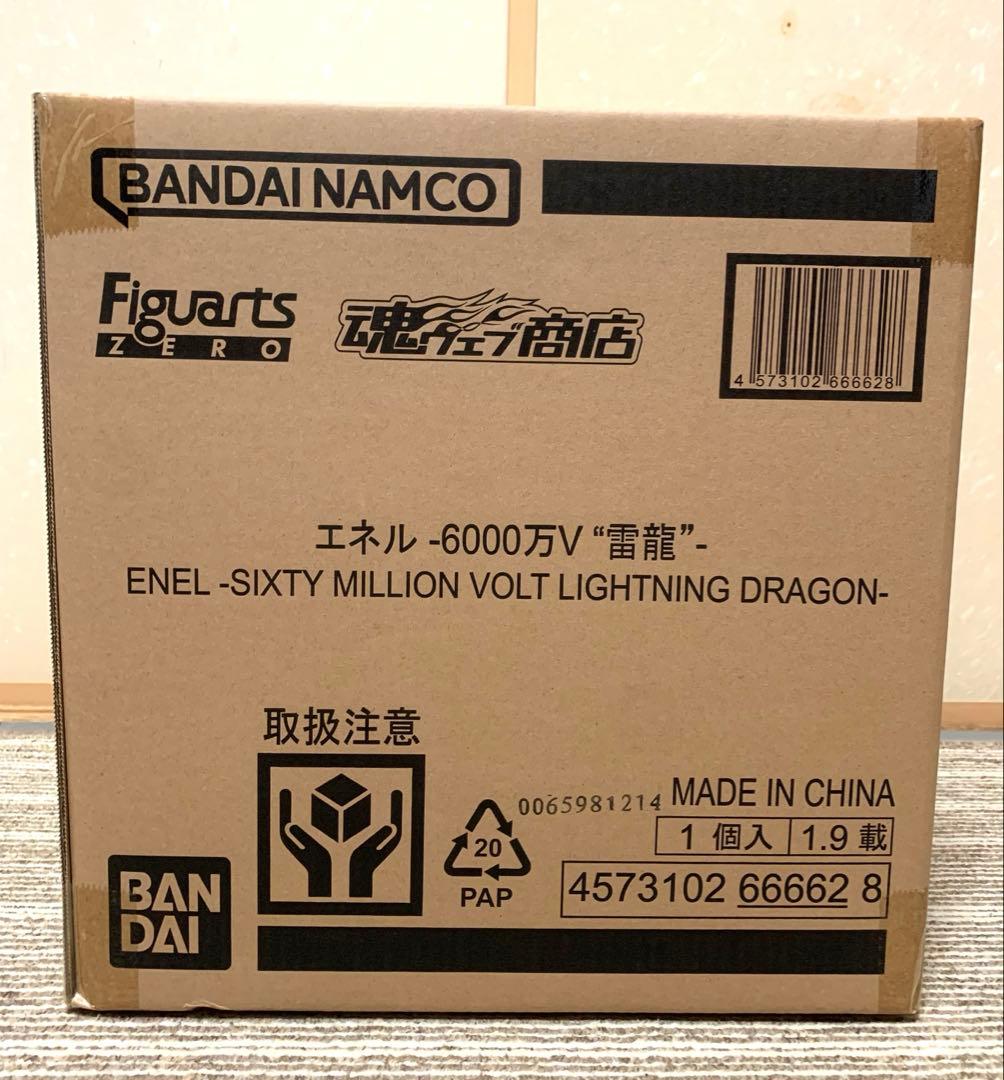 BANDAI NAMCO
Figuarts
ZERO
魂ウェブ商店
4 573102 666628
エネル -6000万V “雷龍”-
ENEL -SIXTY MILLION VOLT LIGHTNING DRAGON-
取扱注意
0065981214 MADE IN CHINA
1 個入 1.9 載
20
PAP
4573102 66662 8
BAN
DAI